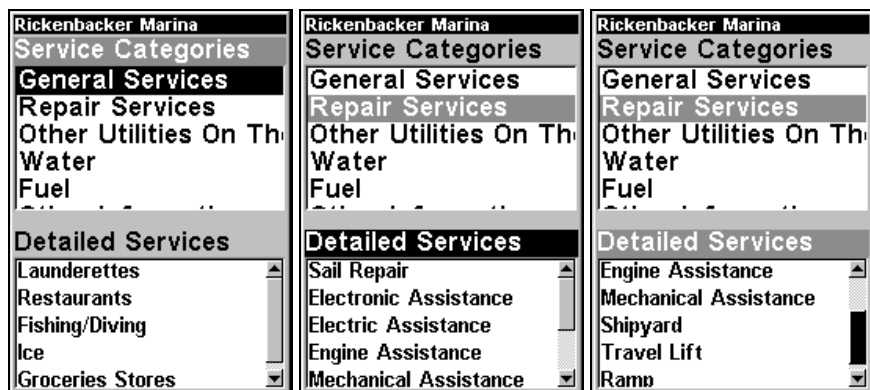 Rickenbacker Marina
Service Categories
General Services
Repair Services
Other Utilities On Th
Water
Fuel
Detailed Services
Launderettes
Restaurants
Fishing/Diving
Ice
Groceries Stores
Rickenbacker Marina
Service Categories
General Services
Repair Services
Other Utilities On The
Water
Fuel
Detailed Services
Sail Repair
Electronic Assistance
Electric Assistance
Engine Assistance
Mechanical Assistance
Rickenbacker Marina
Service Categories
General Services
Repair Services
Other Utilities On Th
Water
Fuel
Detailed Services
Engine Assistance
Mechanical Assistance
Shipyard
Travel Lift
Ramp